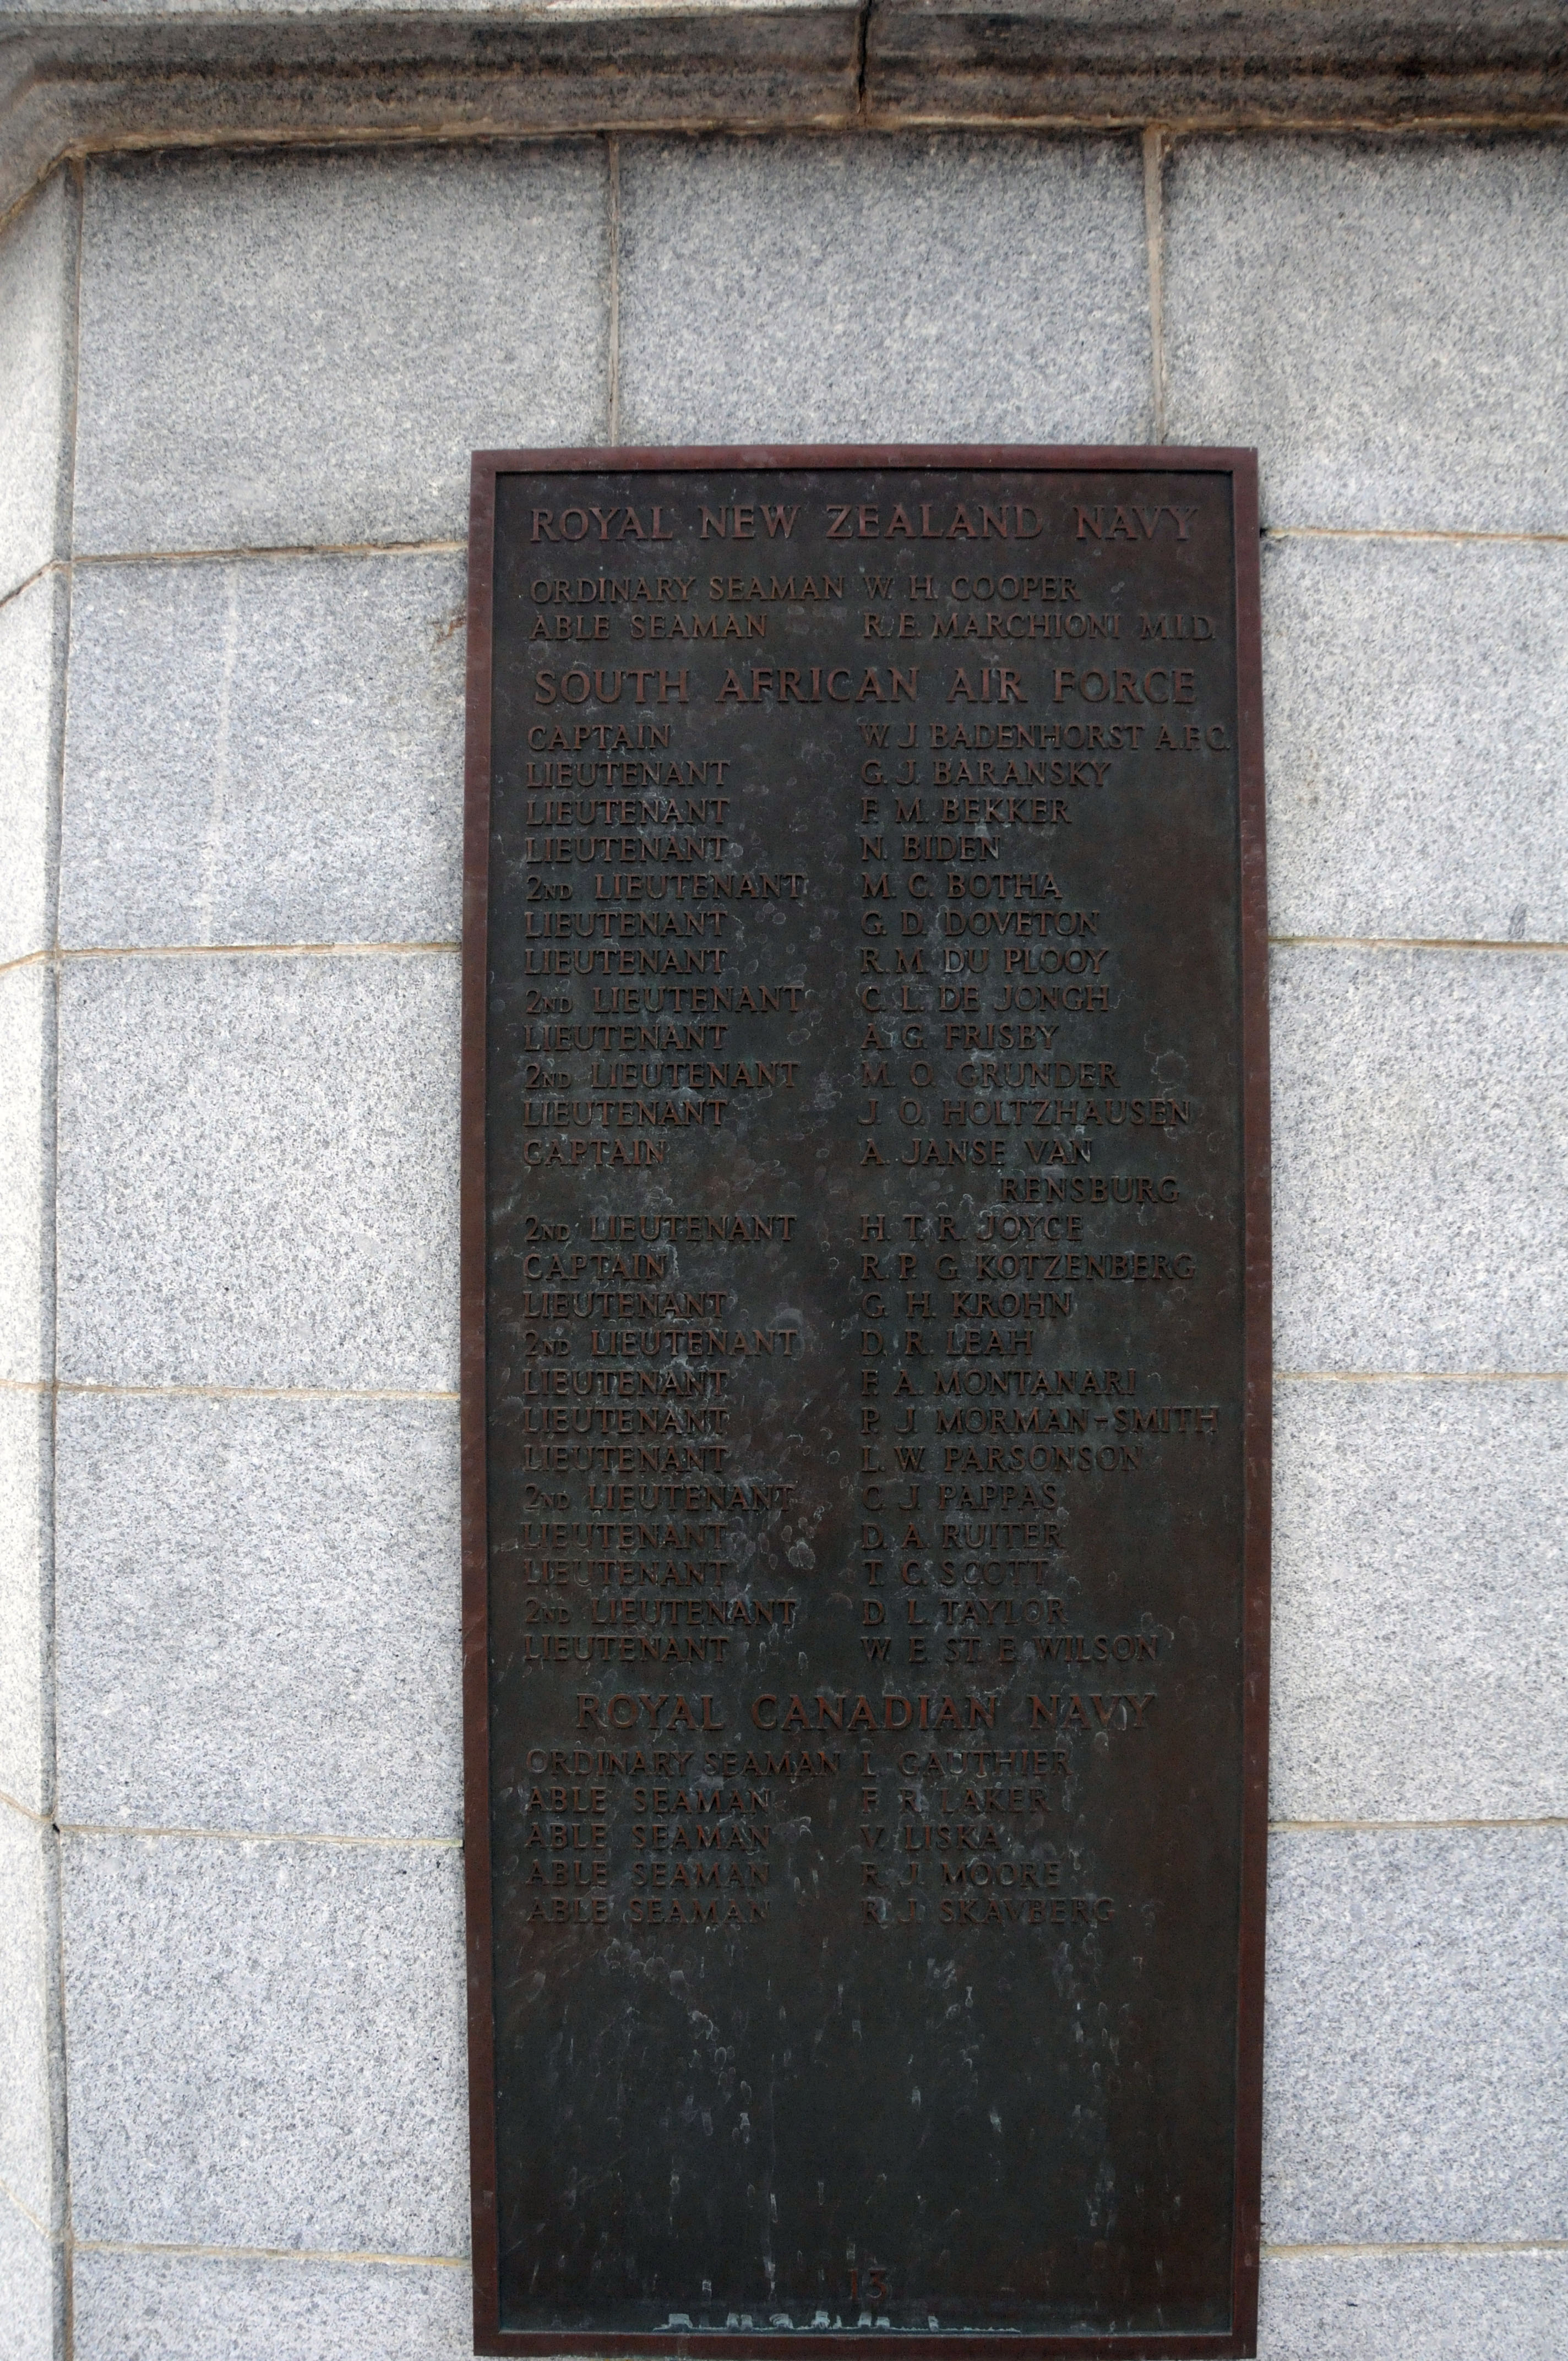 ROYAL NEW ZEALAND NAVY
ORDINARY SEAMAN W. H. COOPER
ABLE SEAMAN R. E. MARCHIONI M.I.D.
SOUTH AFRICAN AIR FORCE
CAPTAIN W. J. BADENHORST A.F.C.
LIEUTENANT G. J. BARANSKY
LIEUTENANT F. M. BEKKER
LIEUTENANT N. BIDEN
2ND LIEUTENANT M. C. BOTHA
LIEUTENANT G. D. DOVETON
LIEUTENANT R. M. DU PLOOY
2ND LIEUTENANT C. L. DE JONGH
LIEUTENANT A. G. FRISBY
2ND LIEUTENANT M. O. GRUNDER
LIEUTENANT J. O. HOLTZHAUSEN
CAPTAIN A. JANSE VAN
RENSBURG
2ND LIEUTENANT H. T. R. JOYCE
CAPTAIN R. P. G. KOTZENBERG
LIEUTENANT G. H. KROHN
2ND LIEUTENANT D. R. LEAH
LIEUTENANT F. A. MONTANARI
LIEUTENANT P. J. MORMAN-SMITH
LIEUTENANT L. W. PARSONSON
2ND LIEUTENANT C. J. PAPPAS
LIEUTENANT D. A. RUITER
LIEUTENANT T. C. SCOTT
2ND LIEUTENANT D. L. TAYLOR
LIEUTENANT W. E. ST. E. WILSON
ROYAL CANADIAN NAVY
ORDINARY SEAMAN L. GAUTHIER
ABLE SEAMAN F. R. LAKER
ABLE SEAMAN V. LISKA
ABLE SEAMAN R. J. MOORE
ABLE SEAMAN R. J. SKAVBERG
13